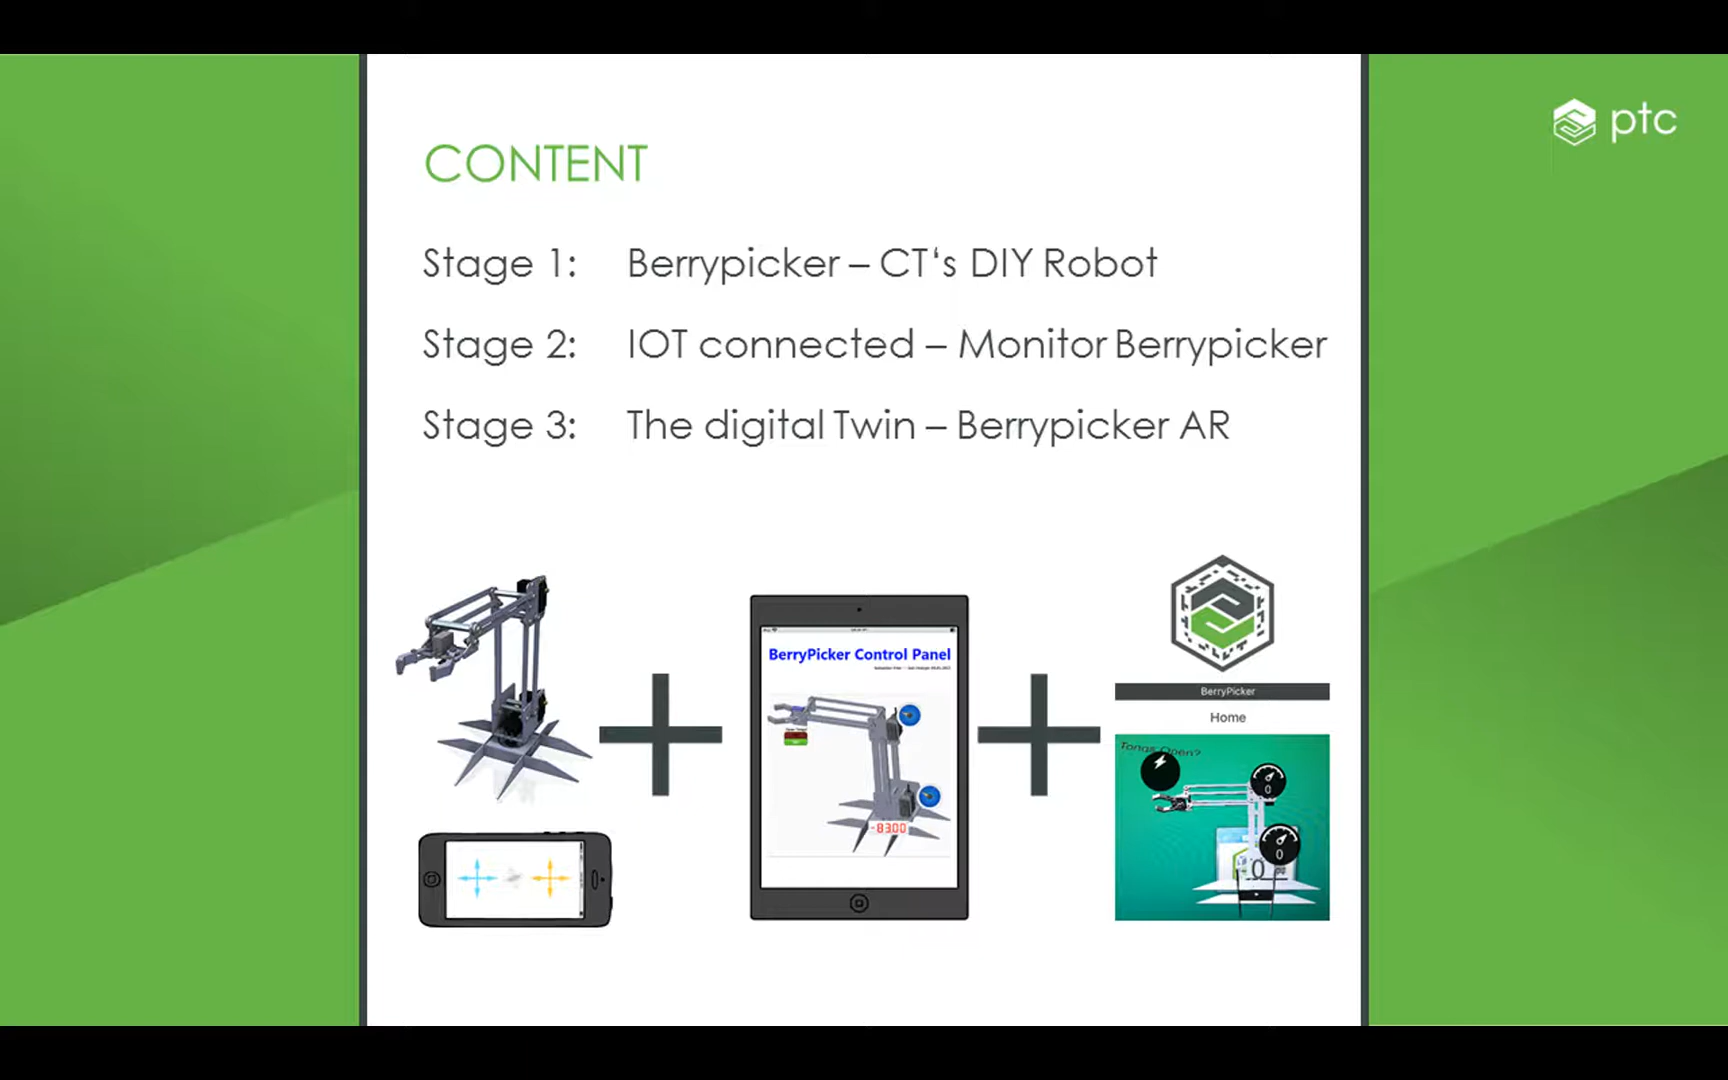 ptc
CONTENT
Stage 1: Berrypicker – CT‘s DIY Robot
Stage 2: IOT connected – Monitor Berrypicker
Stage 3: The digital Twin – Berrypicker AR
BerryPicker Control Panel
-8300
BerryPicker
Home
Tongs Open?
0
0
0